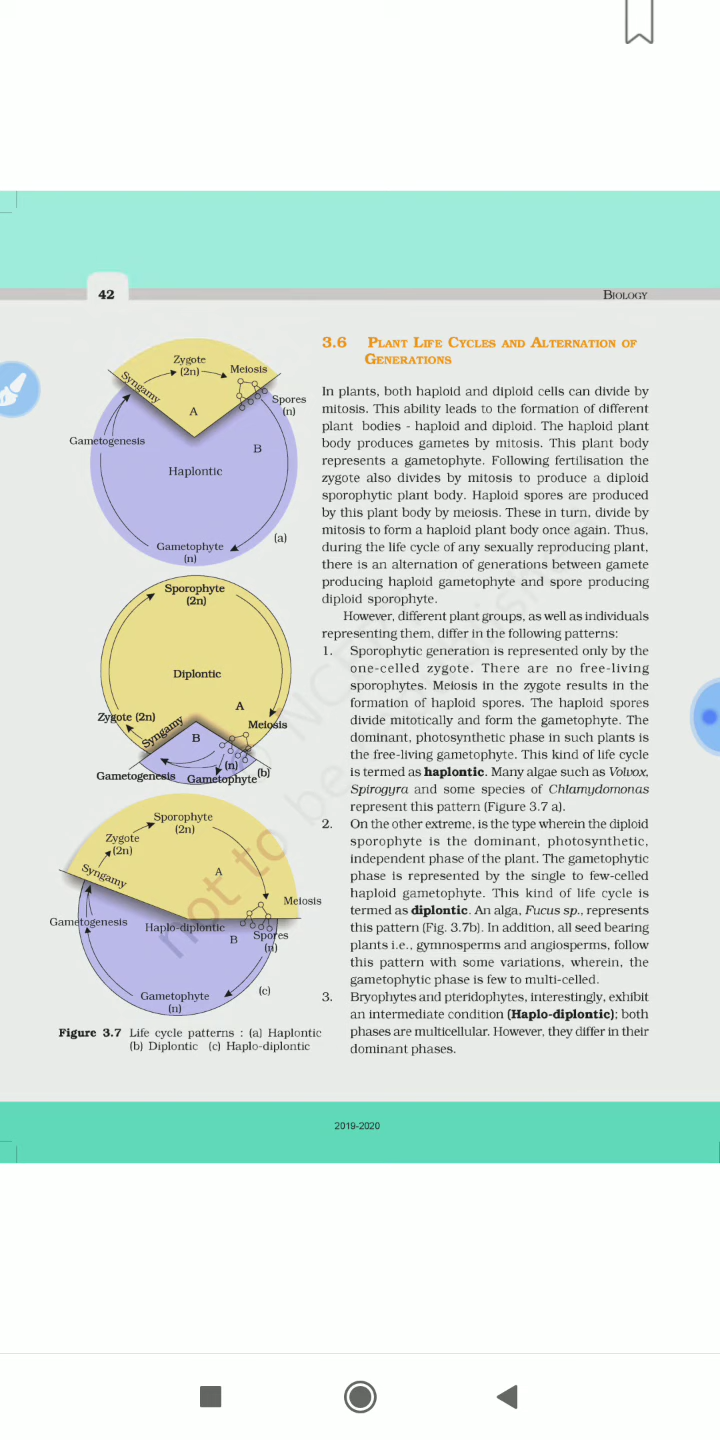 42
BIOLOGY
Zygote
(2n)
Meiosis
Syngamy
Spores
(n)
A
Gametogenesis
B
Haplontic
Gametophyte
(n)
(a)
Sporophyte
(2n)
Diplontic
A
Zygote (2n)
Syngamy
Meiosis
B
(n)
Gametogenesis
Gametophyte
(b)
Sporophyte
(2n)
Zygote
(2n)
A
Syngamy
Meiosis
Gametogenesis
Haplo-diplontic
B
Spores
(n)
Gametophyte
(n)
(c)
Figure 3.7 Life cycle patterns : (a) Haplontic
(b) Diplontic (c) Haplo-diplontic
3.6 PLANT LIFE CYCLES AND ALTERNATION OF
GENERATIONS
In plants, both haploid and diploid cells can divide by
mitosis. This ability leads to the formation of different
plant bodies - haploid and diploid. The haploid plant
body produces gametes by mitosis. This plant body
represents a gametophyte. Following fertilisation the
zygote also divides by mitosis to produce a diploid
sporophytic plant body. Haploid spores are produced
by this plant body by meiosis. These in turn, divide by
mitosis to form a haploid plant body once again. Thus,
during the life cycle of any sexually reproducing plant,
there is an alternation of generations between gamete
producing haploid gametophyte and spore producing
diploid sporophyte.
However, different plant groups, as well as individuals
representing them, differ in the following patterns:
1. Sporophytic generation is represented only by the
one-celled zygote. There are no free-living
sporophytes. Meiosis in the zygote results in the
formation of haploid spores. The haploid spores
divide mitotically and form the gametophyte. The
dominant, photosynthetic phase in such plants is
the free-living gametophyte. This kind of life cycle
is termed as haplontic. Many algae such as Volvox,
Spirogyra and some species of Chlamydomonas
represent this pattern (Figure 3.7 a).
2. On the other extreme, is the type wherein the diploid
sporophyte is the dominant, photosynthetic,
independent phase of the plant. The gametophytic
phase is represented by the single to few-celled
haploid gametophyte. This kind of life cycle is
termed as diplontic. An alga, Fucus sp., represents
this pattern (Fig. 3.7b). In addition, all seed bearing
plants i.e., gymnosperms and angiosperms, follow
this pattern with some variations, wherein, the
gametophytic phase is few to multi-celled.
3. Bryophytes and pteridophytes, interestingly, exhibit
an intermediate condition (Haplo-diplontic); both
phases are multicellular. However, they differ in their
dominant phases.
not to be
2019-2020